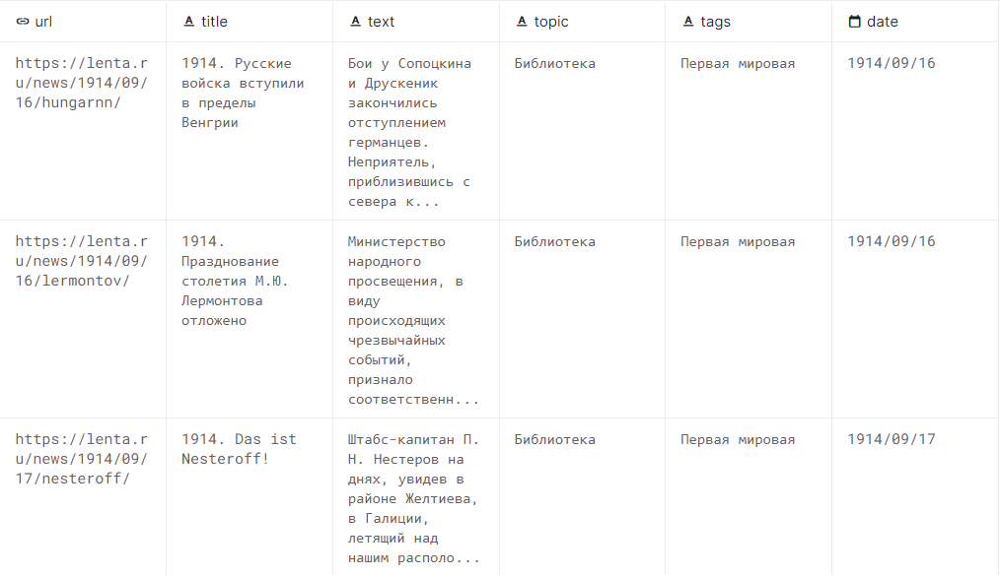 url
title
text
topic
tags
date
https://lenta.r
u/news/1914/09/
16/hungarnn/
1914. Русские
войска вступили
в пределы
Венгрии
Бои у Сопоцкина
и Друскеник
закончились
отступлением
германцев.
Неприятель,
приблизившись с
севера к...
Библиотека
Первая мировая
1914/09/16
https://lenta.r
u/news/1914/09/
16/lermontov/
1914.
Празднование
столетия М.Ю.
Лермонтова
отложено
Министерство
народного
просвещения, в
виду
происходящих
чрезвычайных
событий,
признало
соответственн...
Библиотека
Первая мировая
1914/09/16
https://lenta.r
u/news/1914/09/
17/nesteroff/
1914. Das ist
Nesteroff!
Штабс-капитан П.
Н. Нестеров на
днях, увидев в
районе Желтиева,
в Галиции,
летящий над
нашим располо...
Библиотека
Первая мировая
1914/09/17